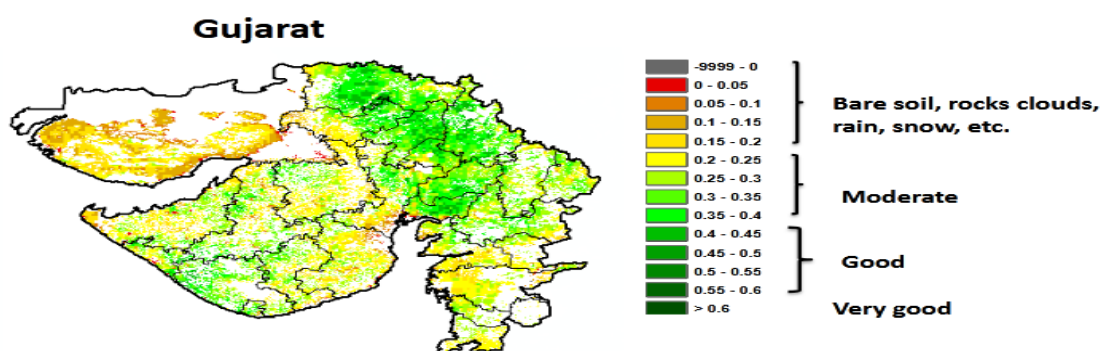 Gujarat
-9999 - 0
0 - 0.05
0.05 - 0.1
0.1 - 0.15
0.15 - 0.2
0.2 - 0.25
0.25 - 0.3
0.3 - 0.35
0.35 - 0.4
0.4 - 0.45
0.45 - 0.5
0.5 - 0.55
0.55 - 0.6
> 0.6
Bare soil, rocks clouds,
rain, snow, etc.
Moderate
Good
Very good